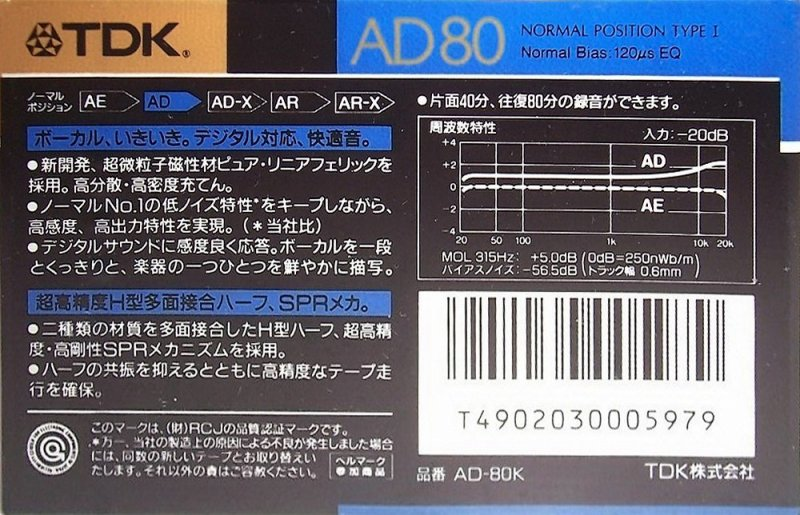 TDK®
AD80
NORMAL POSITION TYPE I
Normal Bias:120μs EQ
ノーマル
ポジション
AE
AD
AD-X
AR
AR-X
ボーカル、いきいき。デジタル対応、快適音。
●新開発、超微粒子磁性材ピュア・リニアフェリックを
採用。高分散・高密度充てん。
●ノーマルNo.1の低ノイズ特性*をキープしながら、
高感度、高出力特性を実現。(*当社比)
●デジタルサウンドに感度良く応答。ボーカルを一段
とくっきりと、楽器の一つひとつを鮮やかに描写。
超高精度H型多面接合ハーフ、SPRメカ。
●二種類の材質を多面接合したH型ハーフ、超高精
度・高剛性SPRメカニズムを採用。
●ハーフの共振を抑えるとともに高精度なテープ走
行を確保。
このマークは、(財)RCJの品質認証マークです。
*万一、当社の製造上の原因による不良が発生しました場合
には、同数の新しいテープとお取り替えい
たします。それ以外の責はご容赦ください。
ベルマーク
参加商品
●片面40分、往復80分の録音ができます。
周波数特性
入力:-20dB
+4
+2
0
-2
-4
AD
AE
20 50 100 1k 10k 20k
MOL 315Hz: +5.0dB (0dB=250nWb/m)
バイアスノイズ: -56.5dB (トラック幅 0.6mm)
T4902030005979
品番 AD-80K
TDK株式会社